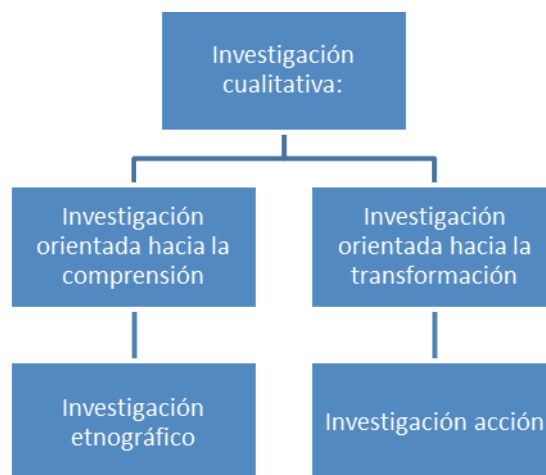 Investigación
cualitativa:
Investigación
orientada hacia la
comprensión
Investigación
orientada hacia la
transformación
Investigación
etnográfico
Investigación acción